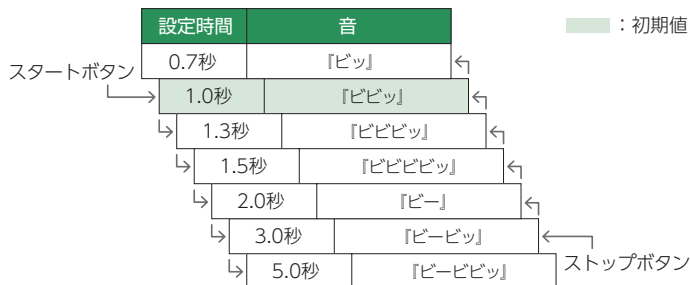 設定時間 音
：初期値
0.7秒 『ビッ』
スタートボタン
1.0秒 『ビビッ』
1.3秒 『ビビビッ』
1.5秒 『ビビビビッ』
2.0秒 『ビー』
3.0秒 『ビービッ』
ストップボタン
5.0秒 『ビービビッ』